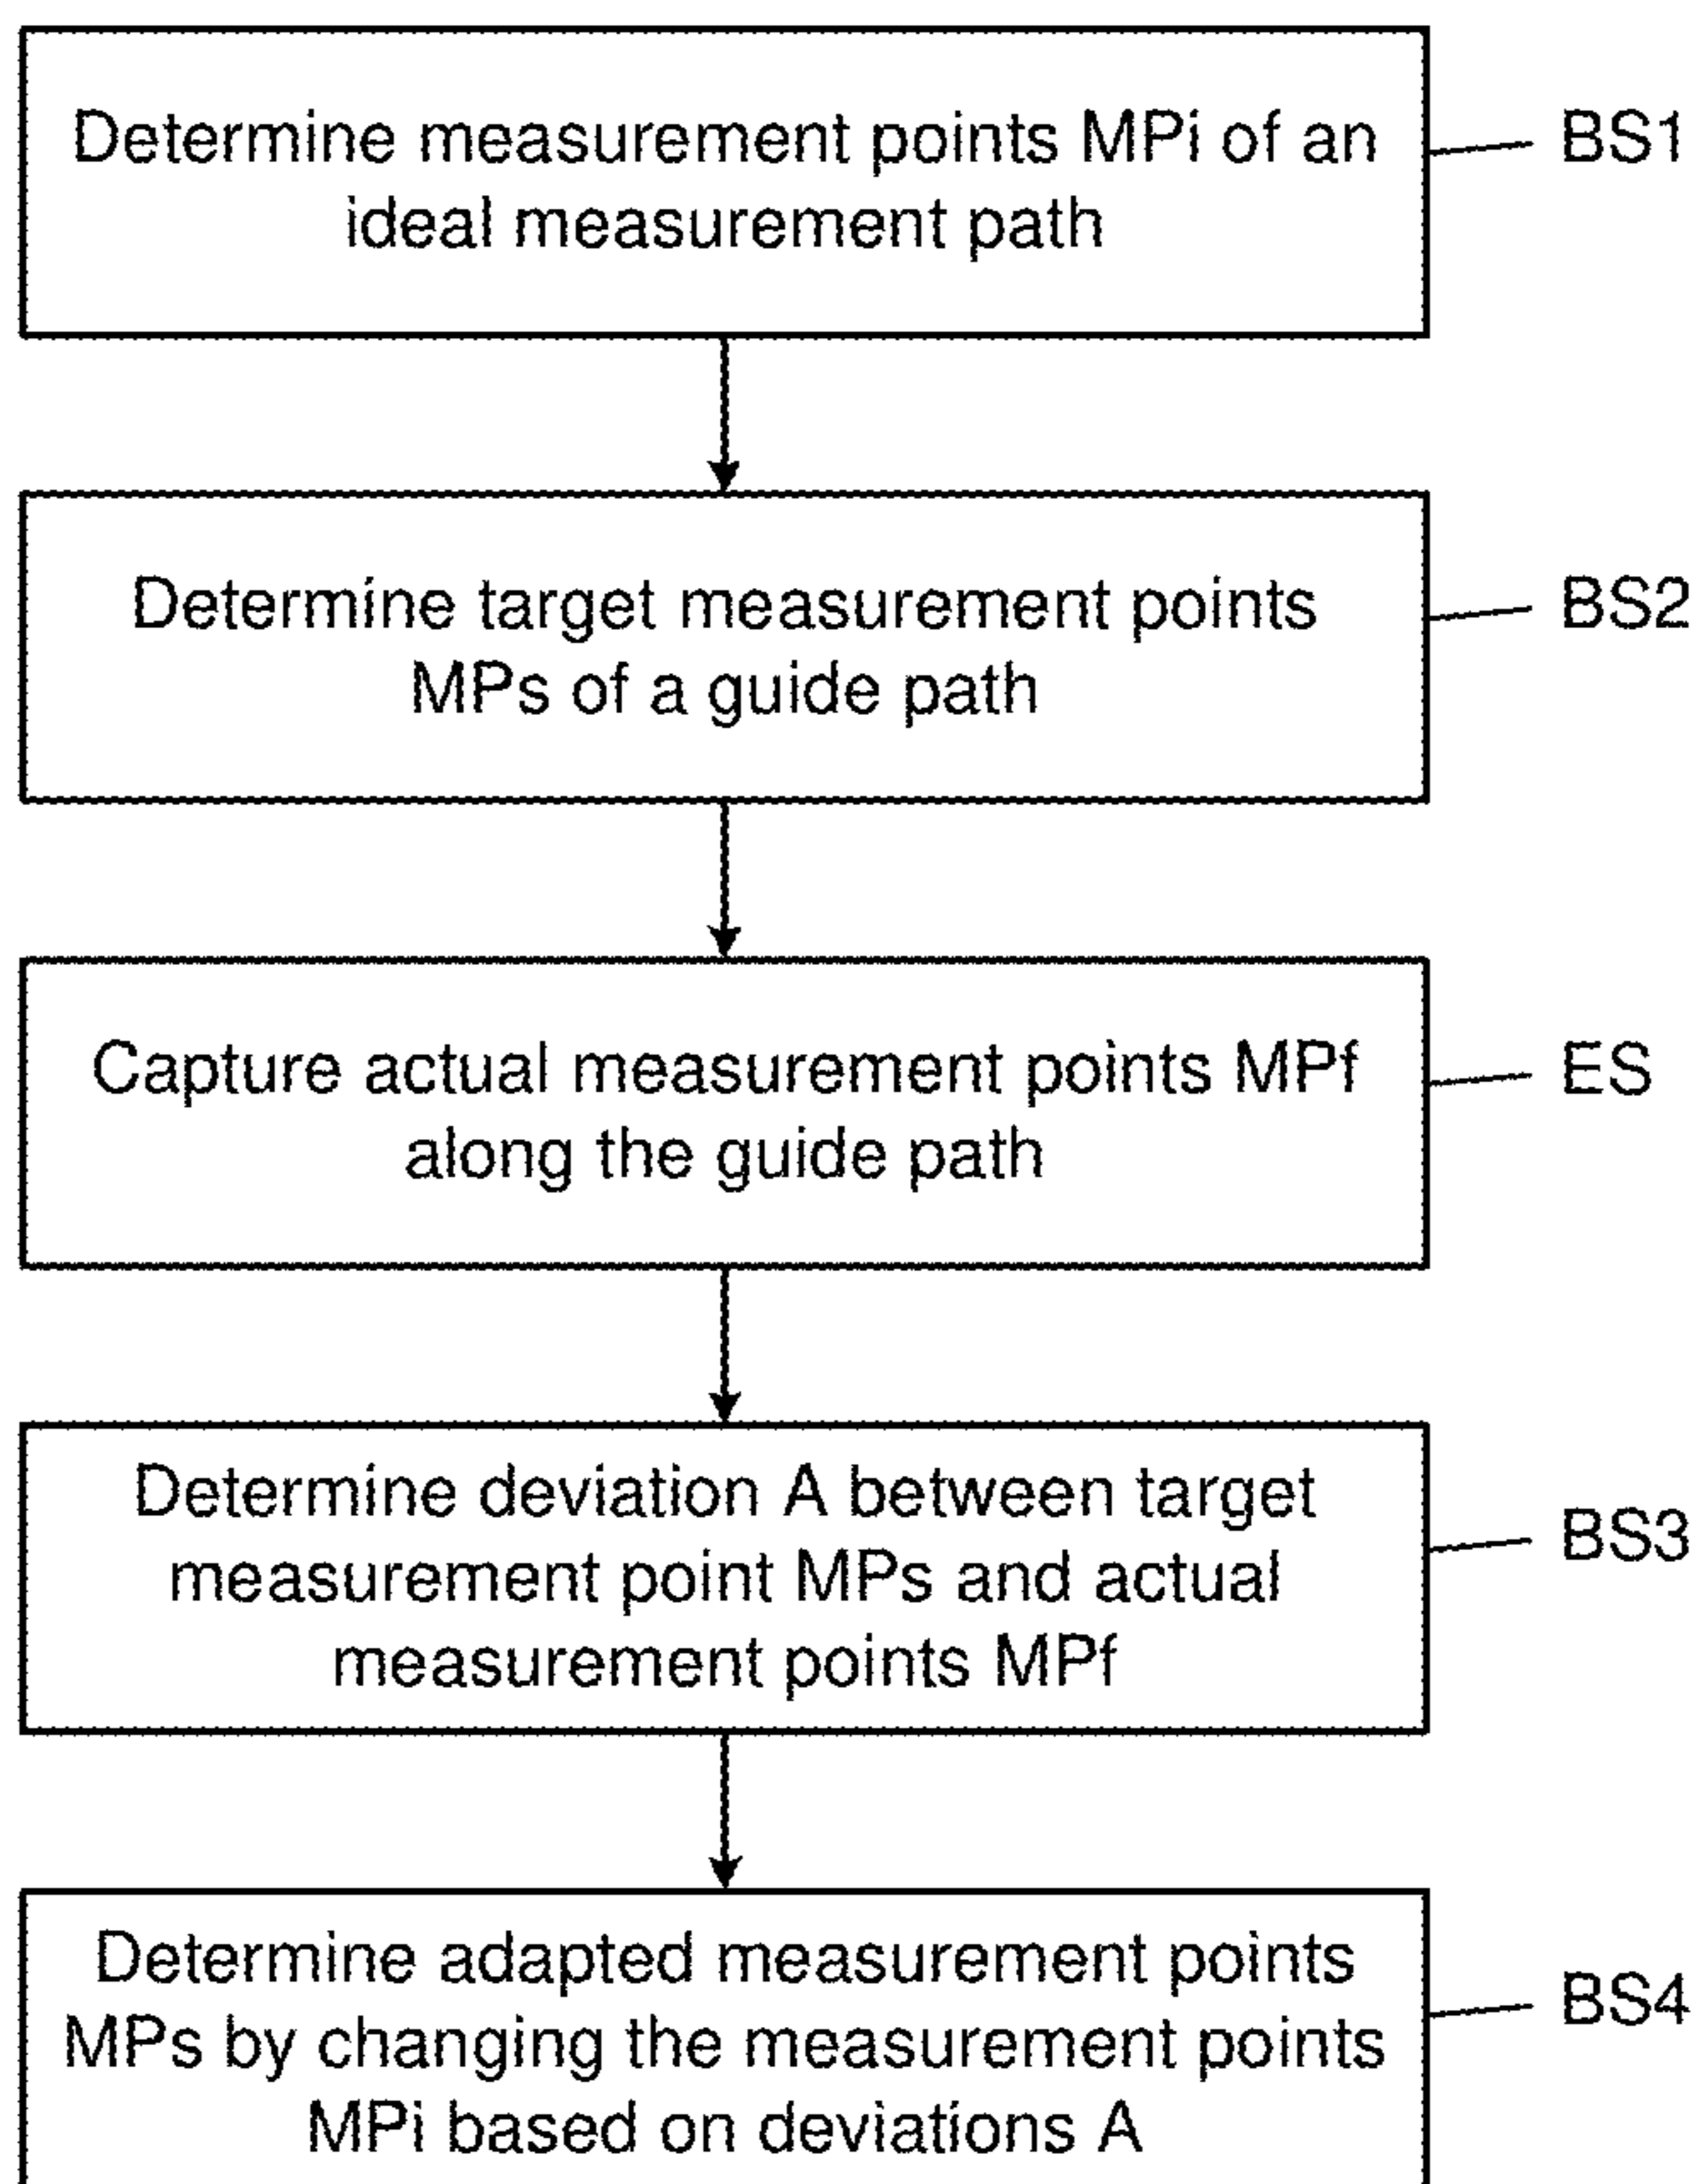 Determine measurement points MPi of an
ideal measurement path
BS1
Determine target measurement points
MPs of a guide path
BS2
Capture actual measurement points MPf
along the guide path
ES
Determine deviation A between target
measurement point MPs and actual
measurement points MPf
BS3
Determine adapted measurement points
MPs by changing the measurement points
MPi based on deviations A
BS4